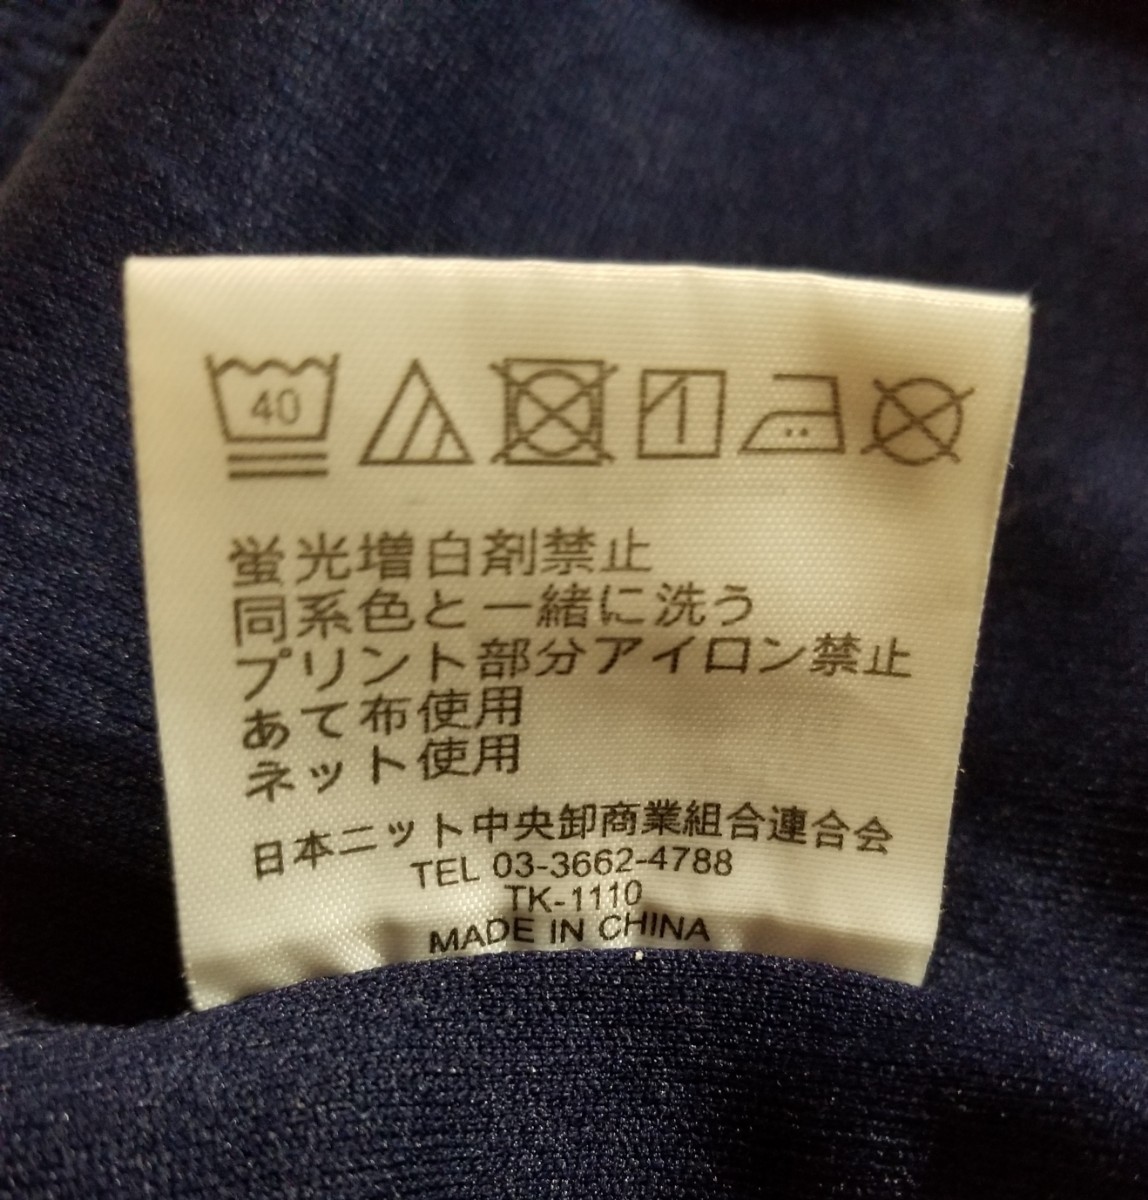 40
蛍光増白剤禁止
同系色と一緒に洗う
プリント部分アイロン禁止
あて布使用
ネット使用
日本ニット中央卸商業組合連合会
TEL 03-3662-4788
TK-1110
MADE IN CHINA